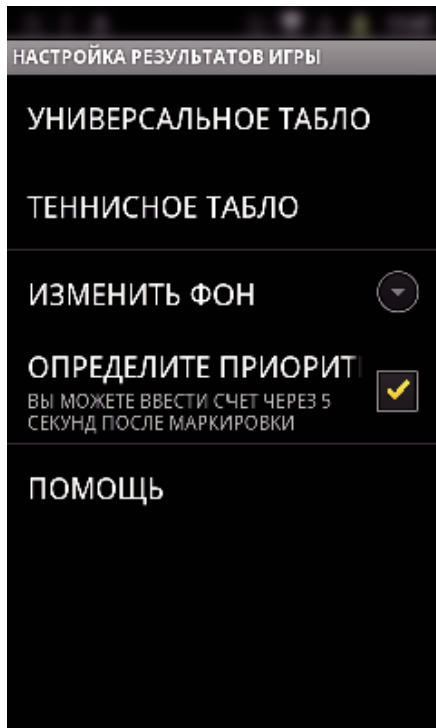 НАСТРОЙКА РЕЗУЛЬТАТОВ ИГРЫ
УНИВЕРСАЛЬНОЕ ТАБЛО
ТЕННИСНОЕ ТАБЛО
ИЗМЕНИТЬ ФОН
ОПРЕДЕЛИТЕ ПРИОРИТ
ВЫ МОЖЕТЕ ВВЕСТИ СЧЕТ ЧЕРЕЗ 5
СЕКУНД ПОСЛЕ МАРКИРОВКИ
ПОМОЩЬ